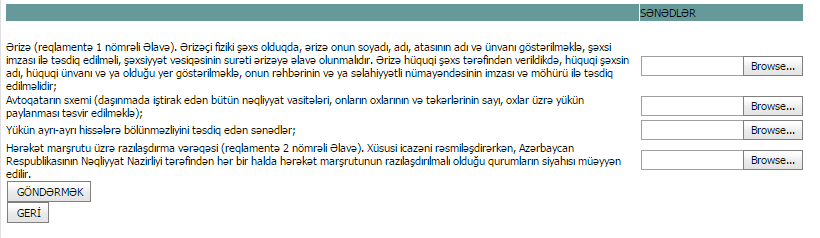 SƏNƏDLƏR
Ərizə (reqlamentə 1 nömrəli Əlavə). Ərizəçi fiziki şəxs olduqda, ərizə onun soyadı, adı, atasının adı və ünvanı göstərilməklə, şəxsi
imzası ilə təsdiq edilməli, şəxsiyyət vəsiqəsinin surəti ərizəyə əlavə olunmalıdır. Ərizə hüquqi şəxs tərəfindən verildikdə, hüquqi şəxsin
adı, hüquqi ünvanı və ya olduğu yer göstərilməklə, onun rəhbərinin və ya səlahiyyətli nümayəndəsinin imzası və möhürü ilə təsdiq
edilməlidir;
Browse...
Avtoqatarın sxemi (daşınmada iştirak edən bütün nəqliyyat vasitələri, onların oxlarının və təkərlərinin sayı, oxlar üzrə yükün
paylanması təsvir edilməklə);
Browse...
Yükün ayrı-ayrı hissələrə bölünməzliyini təsdiq edən sənədlər;
Browse...
Hərəkət marşrutu üzrə razılaşdırma vərəqəsi (reqlamentə 2 nömrəli Əlavə). Xüsusi icazəni rəsmiləşdirərkən, Azərbaycan
Respublikasının Nəqliyyat Nazirliyi tərəfindən hər bir halda hərəkət marşrutunun razılaşdırılmalı olduğu qurumların siyahısı müəyyən
edilir.
Browse...
GÖNDƏRMƏK
GERİ